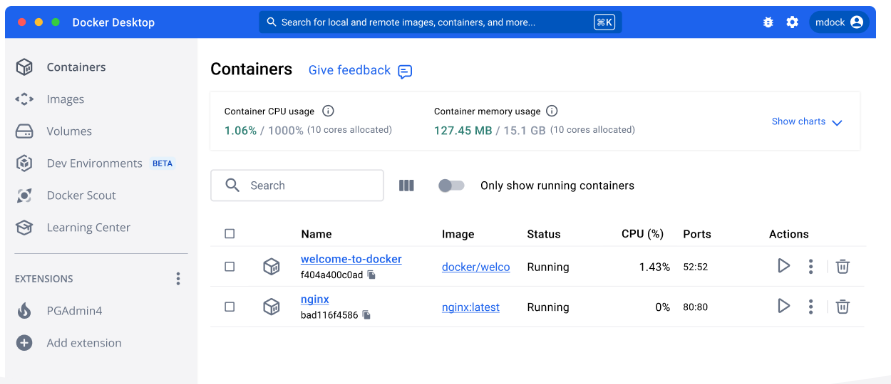 Docker Desktop
Search for local and remote images, containers, and more...
⌘K
mdock
Containers
Images
Volumes
Dev Environments BETA
Docker Scout
Learning Center
EXTENSIONS
PGAdmin4
Add extension
Containers Give feedback
Container CPU usage
1.06% / 1000% (10 cores allocated)
Container memory usage
127.45 MB / 15.1 GB (10 cores allocated)
Show charts
Search
Only show running containers
Name Image Status CPU (%) Ports Actions
welcome-to-docker
f404a400c0ad
docker/welco Running 1.43% 52:52
nginx
bad116f4586
nginx:latest Running 0% 80:80